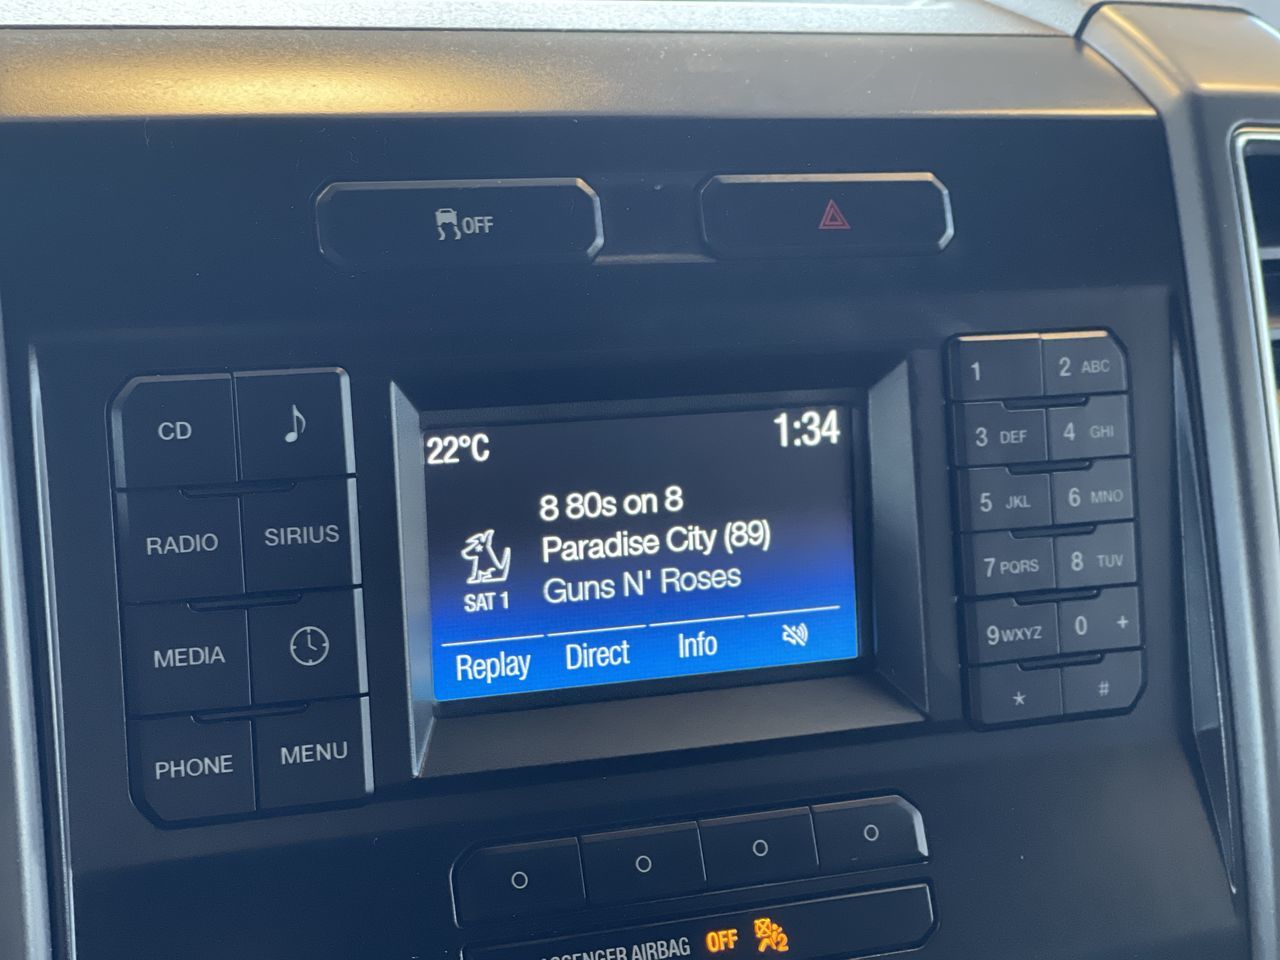 OFF
CD
RADIO SIRIUS
MEDIA
PHONE MENU
22°C 1:34
8 80s on 8
Paradise City (89)
Guns N' Roses
SAT 1
Replay Direct Info
1 2 ABC
3 DEF 4 GHI
5 JKL 6 MNO
7 PQRS 8 TUV
9 WXYZ 0 +
* #
AIRBAG OFF 2